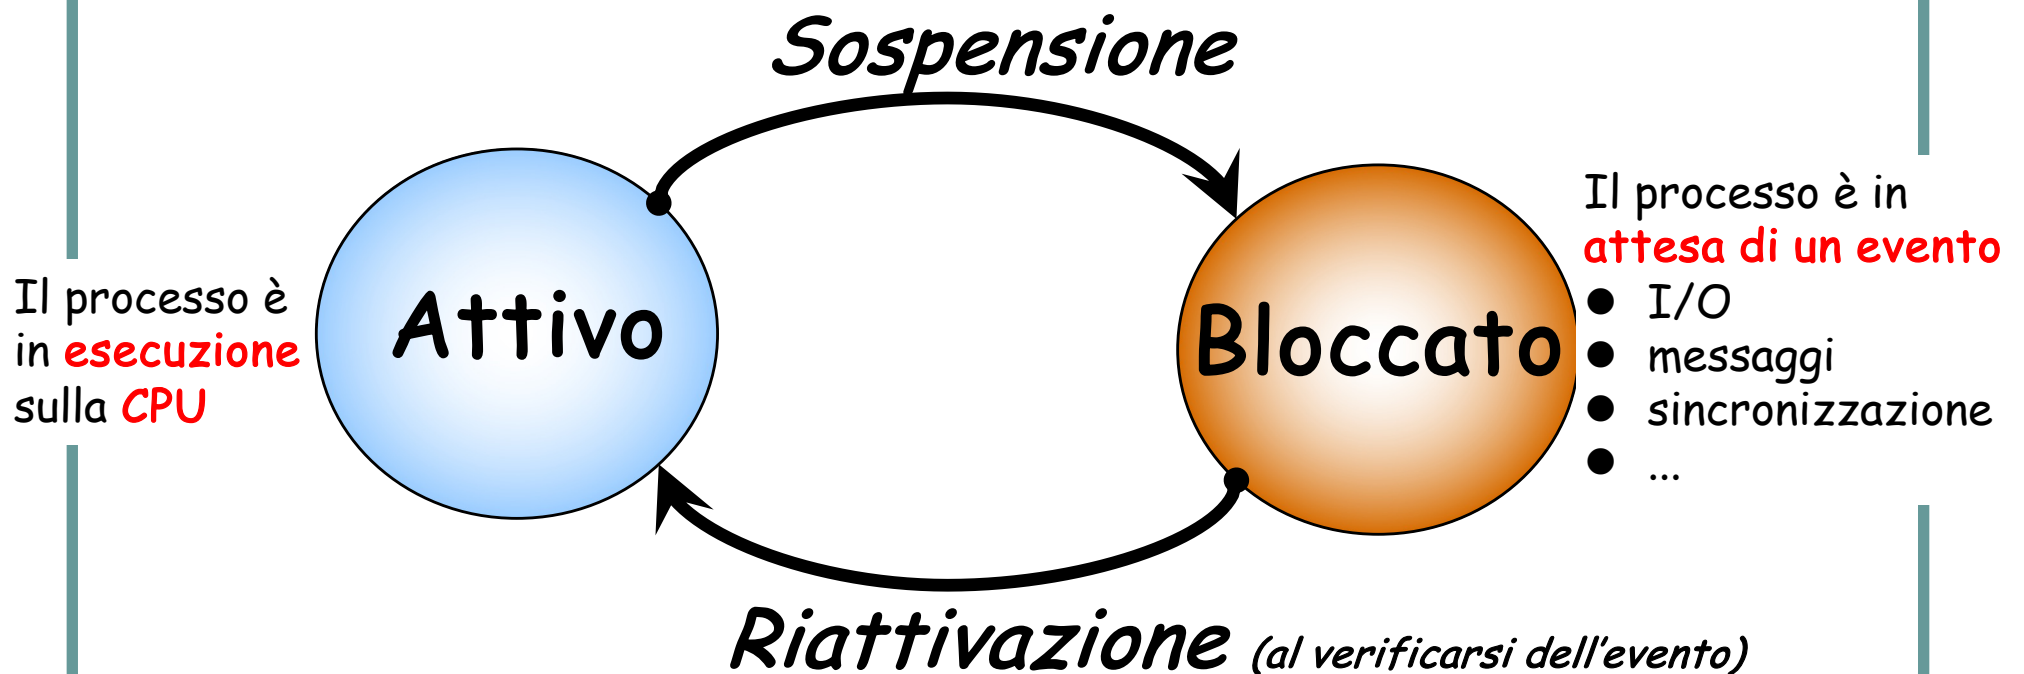 Sospensione
Il processo è
in esecuzione
sulla CPU
Attivo
Bloccato
Il processo è in
attesa di un evento
● I/O
● messaggi
● sincronizzazione
● ...
Riattivazione (al verificarsi dell'evento)